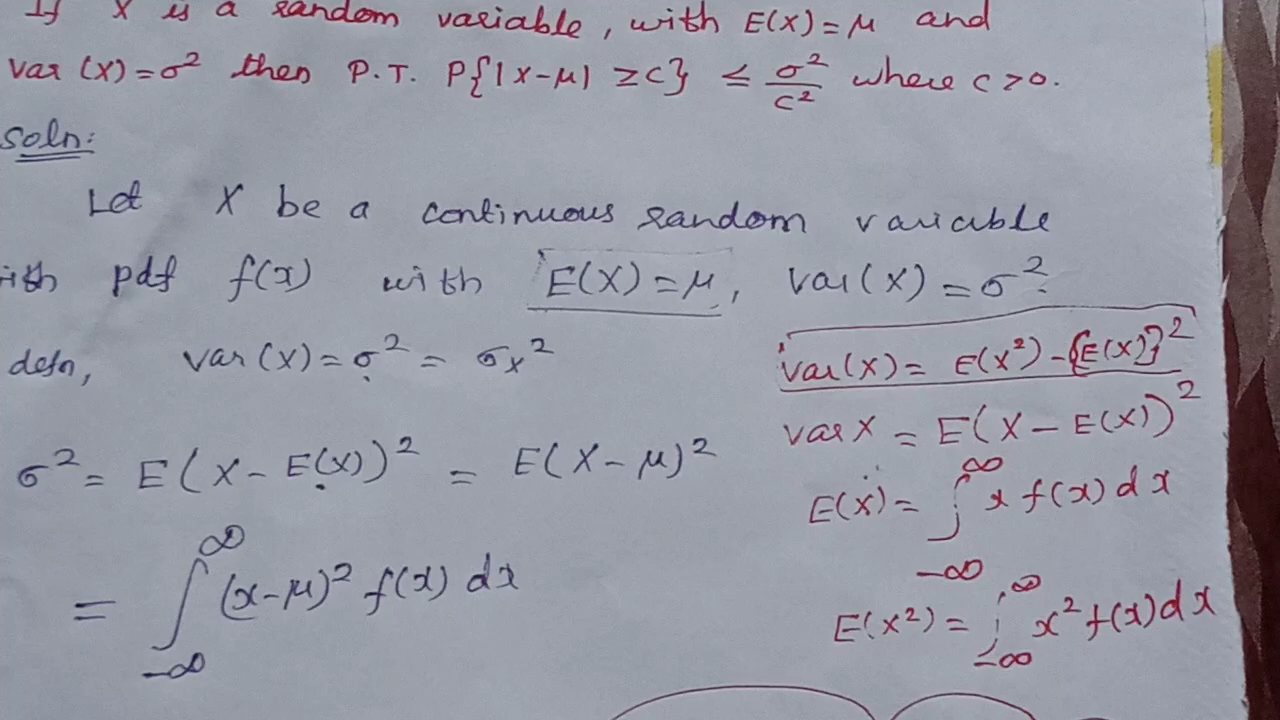 If X is a random variable, with E(X) = μ and
var (X) = σ² then P.T. P{|X-μ| ≥ c} ≤ σ²/c² where c > 0.
Soln:
Let X be a continuous random variable
ith pdf f(x) with E(X) = μ, var(X) = σ².
defn, var(X) = σ² = σx²
var(X) = E(X²) - {E(X)}²
var X = E(X - E(X))²
σ² = E(X - E(X))² = E(X - μ)²
E(X) = ∫_{-∞}^{∞} x f(x) dx
= ∫_{-∞}^{∞} (x-μ)² f(x) dx
E(X²) = ∫_{-∞}^{∞} x² f(x) dx